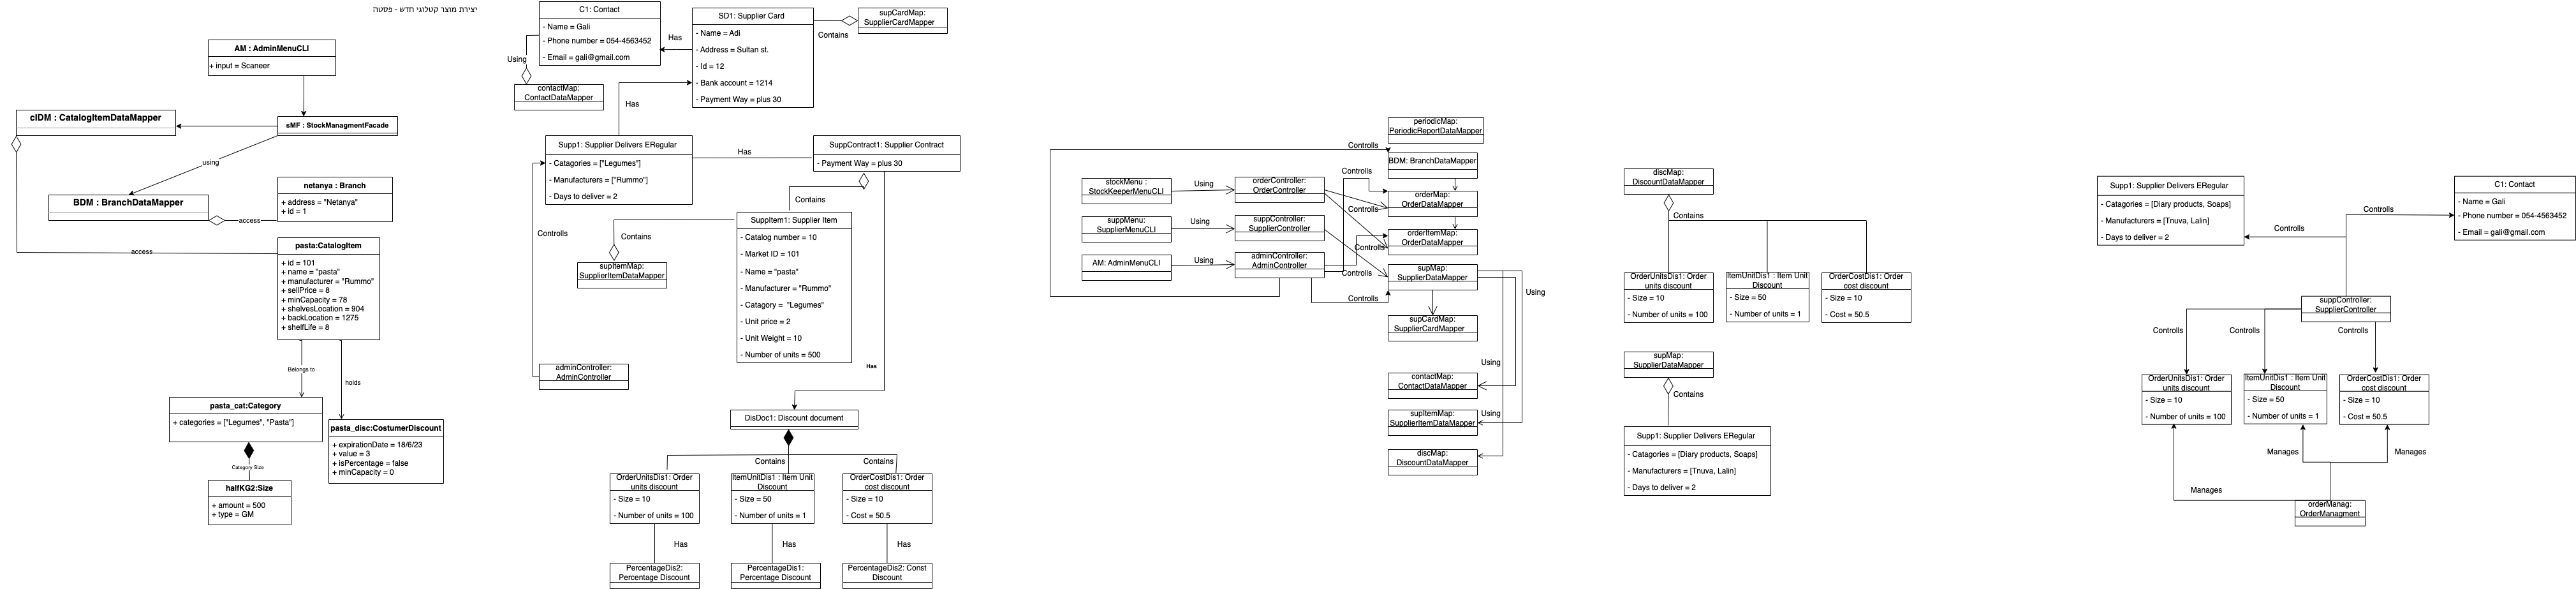 יצירת מוצר קטלוגי חדש - פסטה
AM : AdminMenuCLI
+ input = Scaneer
cIDM : CatalogItemDataMapper
sMF : StockManagmentFacade
using
BDM : BranchDataMapper
access
netanya : Branch
+ address = "Netanya"
+ id = 1
access
pasta:CatalogItem
+ id = 101
+ name = "pasta"
+ manufacturer = "Rummo"
+ sellPrice = 8
+ minCapacity = 78
+ shelvesLocation = 904
+ backLocation = 1275
+ shelfLife = 8
Belongs to
holds
pasta_cat:Category
+ categories = ["Legumes", "Pasta"]
Category Size
halfKG2:Size
+ amount = 500
+ type = GM
pasta_disc:CostumerDiscount
+ expirationDate = 18/6/23
+ value = 3
+ isPercentage = false
+ minCapacity = 0
C1: Contact
- Name = Gali
- Phone number = 054-4563452
- Email = gali@gmail.com
Using
contactMap:
ContactDataMapper
Has
SD1: Supplier Card
- Name = Adi
- Address = Sultan st.
- Id = 12
- Bank account = 1214
- Payment Way = plus 30
Contains
supCardMap:
SupplierCardMapper
Has
Supp1: Supplier Delivers ERegular
- Catagories = ["Legumes"]
- Manufacturers = ["Rummo"]
- Days to deliver = 2
Has
SuppContract1: Supplier Contract
- Payment Way = plus 30
Contains
SuppItem1: Supplier Item
- Catalog number = 10
- Market ID = 101
- Name = "pasta"
- Manufacturer = "Rummo"
- Catagory = "Legumes"
- Unit price = 2
- Unit Weight = 10
- Number of units = 500
Contains
supItemMap:
SupplierItemDataMapper
Controlls
adminController:
AdminController
Has
DisDoc1: Discount document
Contains
Contains
OrderUnitsDis1: Order
units discount
- Size = 10
- Number of units = 100
ItemUnitDis1 : Item Unit
Discount
- Size = 50
- Number of units = 1
OrderCostDis1: Order
cost discount
- Size = 10
- Cost = 50.5
Has
Has
Has
PercentageDis2:
Percentage Discount
PercentageDis1:
Percentage Discount
PercentageDis2: Const
Discount
periodicMap:
PeriodicReportDataMapper
Controlls
BDM: BranchDataMapper
Controlls
stockMenu :
StockKeeperMenuCLI
Using
orderController:
OrderController
orderMap:
OrderDataMapper
Controlls
suppMenu:
SupplierMenuCLI
Using
suppController:
SupplierController
orderItemMap:
OrderDataMapper
Controlls
AM: AdminMenuCLI
Using
adminController:
AdminController
Controlls
supMap:
SupplierDataMapper
Controlls
Using
supCardMap:
SupplierCardMapper
Using
contactMap:
ContactDataMapper
Using
supItemMap:
SupplierItemDataMapper
discMap:
DiscountDataMapper
discMap:
DiscountDataMapper
Contains
OrderUnitsDis1: Order
units discount
- Size = 10
- Number of units = 100
ItemUnitDis1 : Item Unit
Discount
- Size = 50
- Number of units = 1
OrderCostDis1: Order
cost discount
- Size = 10
- Cost = 50.5
supMap:
SupplierDataMapper
Contains
Supp1: Supplier Delivers ERegular
- Catagories = [Diary products, Soaps]
- Manufacturers = [Tnuva, Lalin]
- Days to deliver = 2
Supp1: Supplier Delivers ERegular
- Catagories = [Diary products, Soaps]
- Manufacturers = [Tnuva, Lalin]
- Days to deliver = 2
Controlls
Controlls
C1: Contact
- Name = Gali
- Phone number = 054-4563452
- Email = gali@gmail.com
suppController:
SupplierController
Controlls
Controlls
Controlls
OrderUnitsDis1: Order
units discount
- Size = 10
- Number of units = 100
ItemUnitDis1 : Item Unit
Discount
- Size = 50
- Number of units = 1
OrderCostDis1: Order
cost discount
- Size = 10
- Cost = 50.5
Manages
Manages
Manages
orderManag:
OrderManagment